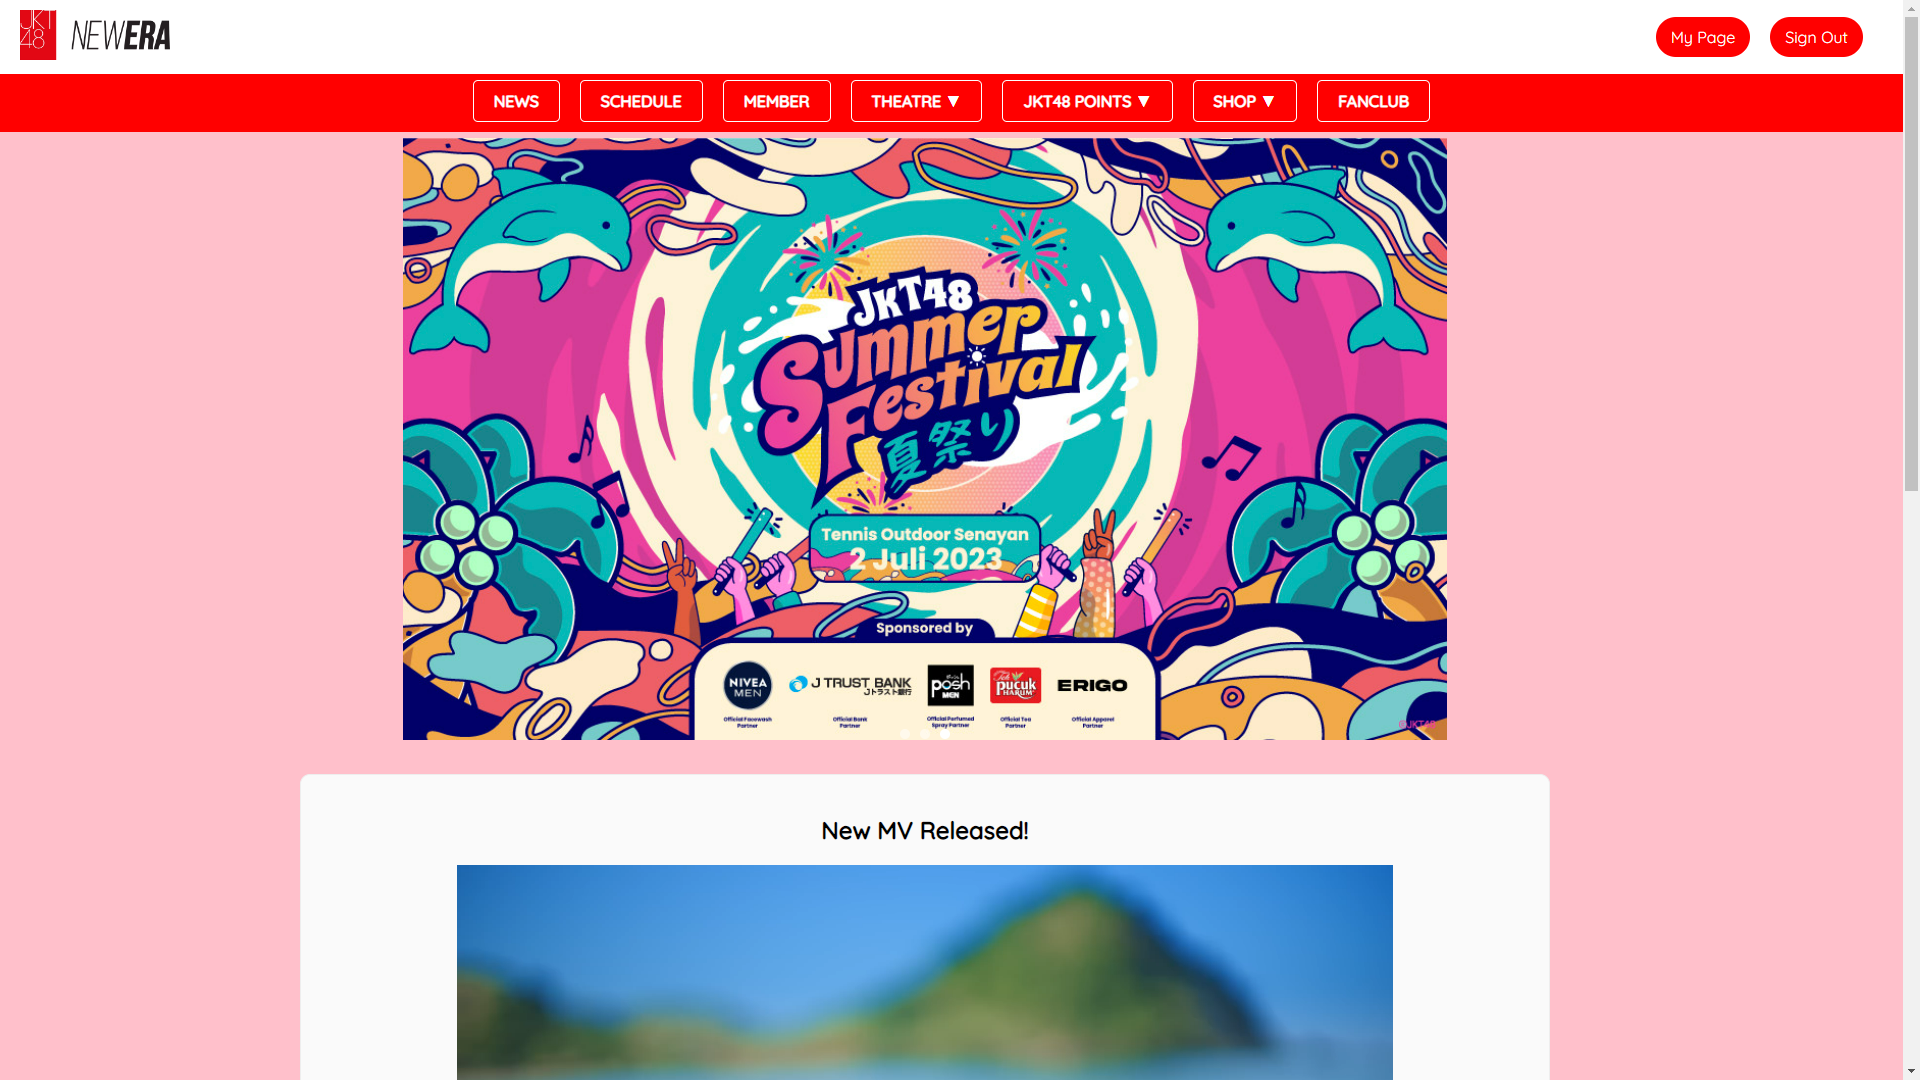 JKT
48
NEWERA
My Page
Sign Out
NEWS
SCHEDULE
MEMBER
THEATRE ▼
JKT48 POINTS ▼
SHOP ▼
FANCLUB
JKT48
Summer
Festival
夏祭り
Tennis Outdoor Senayan
2 Juli 2023
Sponsored by
NIVEA
MEN
J TRUST BANK
Jトラスト銀行
posh
MEN
Teh
pucuk
HARUM
ERIGO
Official Facewash
Partner
Official Bank
Partner
Official Perfumed
Spray Partner
Official Tea
Partner
Official Apparel
Partner
©JKT48
New MV Released!